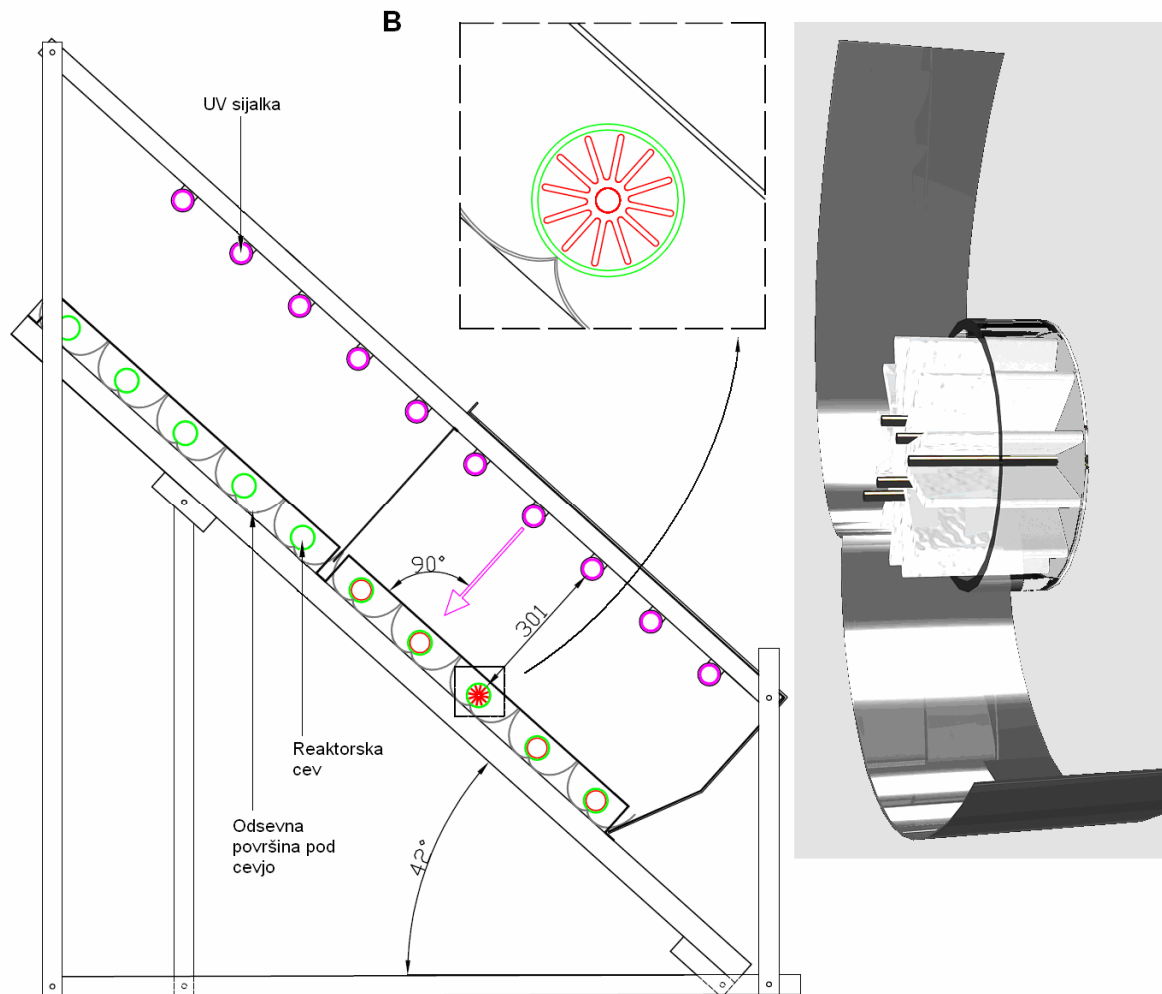 B
UV sijalka
90°
301
Reaktorska
cev
Odsevna
površina pod
cevjo
42°